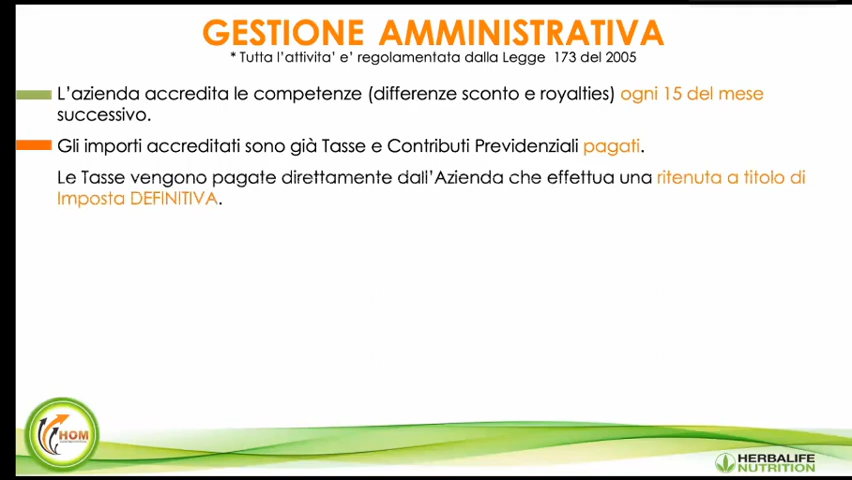 GESTIONE AMMINISTRATIVA
* Tutta l'attivita' e' regolamentata dalla Legge 173 del 2005
L'azienda accredita le competenze (differenze sconto e royalties) ogni 15 del mese
successivo.
Gli importi accreditati sono già Tasse e Contributi Previdenziali pagati.
Le Tasse vengono pagate direttamente dall'Azienda che effettua una ritenuta a titolo di
Imposta DEFINITIVA.
HOM
HERBALIFE
NUTRITION